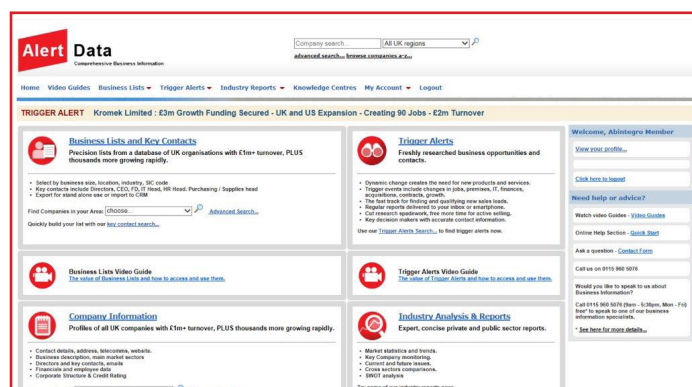 Alert Data
Comprehensive Business Information
Company search... All UK regions
advanced search... browse companies a-z...
Home Video Guides Business Lists Trigger Alerts Industry Reports Knowledge Centres My Account Logout
TRIGGER ALERT Kromek Limited : £3m Growth Funding Secured - UK and US Expansion - Creating 90 Jobs - £2m Turnover
Business Lists and Key Contacts
Precision lists from a database of UK organisations with £1m+ turnover, PLUS
thousands more growing rapidly.
• Select by business size, location, industry, SIC code
• Key contacts include Directors, CEO, FD, IT Head, HR Head. Purchasing / Supplies head
• Export for stand alone use or import to CRM
Find Companies in your Area: choose... Advanced Search...
Quickly build your list with our key contact search...
Trigger Alerts
Freshly researched business opportunities and
contacts.
• Dynamic change creates the need for new products and services.
• Trigger events include changes in jobs, premises, IT, finances,
acquisitions, contracts, growth.
• The fast track for finding and qualifying new sales leads.
• Regular reports delivered to your inbox or smartphone.
• Cut research spadework, free more time for active selling.
• Key decision makers with accurate contact information.
Use our Trigger Alerts Search... to find trigger alerts now.
Welcome, Abintegro Member
View your profile...
Click here to logout
Need help or advice?
Watch video Guides - Video Guides
Online Help Section - Quick Start
Ask a question - Contact Form
Call us on 0115 960 5076
Would you like to speak to us about
Business Information?
Call 0115 960 5076 (9am - 5:30pm, Mon - Fri)
free* to speak to one of our business
information specialists.
* See here for more details...
Business Lists Video Guide
The value of Business Lists and how to access and use them.
Trigger Alerts Video Guide
The value of Trigger Alerts and how to access and use them.
Company Information
Profiles of all UK companies with £1m+ turnover, PLUS thousands more growing rapidly.
• Contact details, address, telecomms, website.
• Business description, main market sectors
• Directors and key contacts, emails
• Financials and employee data
• Corporate Structure & Credit Rating
Industry Analysis & Reports
Expert, concise private and public sector reports.
• Market statistics and trends.
• Key Company monitoring.
• Current and future issues.
• Cross sectors comparisons.
• SWOT analysis